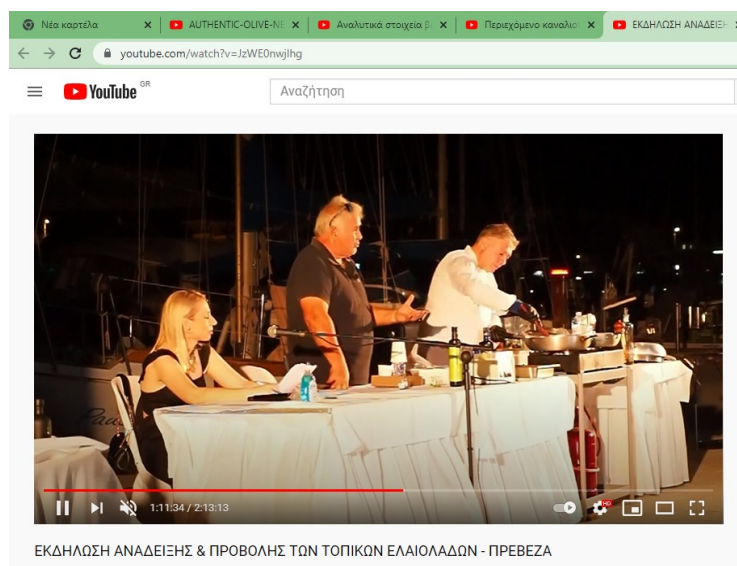 Νέα καρτέλα
AUTHENTIC-OLIVE-NE
Αναλυτικά στοιχεία β
Περιεχόμενο καναλιο
ΕΚΔΗΛΩΣΗ ΑΝΑΔΕΙΞΗ
youtube.com/watch?v=JzWE0nwjlhg
YouTube GR
Αναζήτηση
1:11:34 / 2:13:13
HD
ΕΚΔΗΛΩΣΗ ΑΝΑΔΕΙΞΗΣ & ΠΡΟΒΟΛΗΣ ΤΩΝ ΤΟΠΙΚΩΝ ΕΛΑΙΟΛΑΔΩΝ - ΠΡΕΒΕΖΑ